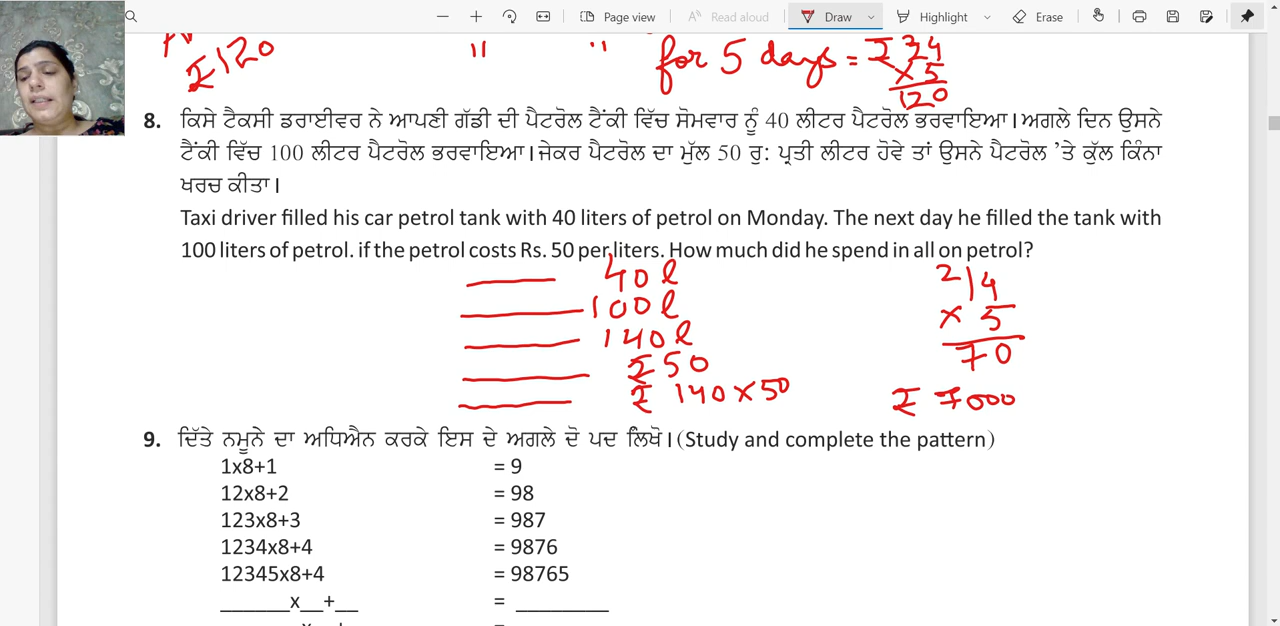 Page view
Read aloud
Draw
Highlight
Erase
₹ 120 " " for 5 days = ₹ 24
x 5
120
8. ਕਿਸੇ ਟੈਕਸੀ ਡਰਾਈਵਰ ਨੇ ਆਪਣੀ ਗੱਡੀ ਦੀ ਪੈਟਰੋਲ ਟੈਂਕੀ ਵਿੱਚ ਸੋਮਵਾਰ ਨੂੰ 40 ਲੀਟਰ ਪੈਟਰੋਲ ਭਰਵਾਇਆ। ਅਗਲੇ ਦਿਨ ਉਸਨੇ
ਟੈਂਕੀ ਵਿੱਚ 100 ਲੀਟਰ ਪੈਟਰੋਲ ਭਰਵਾਇਆ। ਜੇਕਰ ਪੈਟਰੋਲ ਦਾ ਮੁੱਲ 50 ਰੁ: ਪ੍ਰਤੀ ਲੀਟਰ ਹੋਵੇ ਤਾਂ ਉਸਨੇ ਪੈਟਰੋਲ 'ਤੇ ਕੁੱਲ ਕਿੰਨਾ
ਖਰਚ ਕੀਤਾ।
Taxi driver filled his car petrol tank with 40 liters of petrol on Monday. The next day he filled the tank with
100 liters of petrol. if the petrol costs Rs. 50 per liters. How much did he spend in all on petrol?
40 l
100 l
140 l
₹ 50
₹ 140 x 50
2
14
x 5
70
₹ 7000
9. ਦਿੱਤੇ ਨਮੂਨੇ ਦਾ ਅਧਿਐਨ ਕਰਕੇ ਇਸ ਦੇ ਅਗਲੇ ਦੋ ਪਦ ਲਿਖੋ। (Study and complete the pattern)
1x8+1 = 9
12x8+2 = 98
123x8+3 = 987
1234x8+4 = 9876
12345x8+4 = 98765
______x__+__ = ________